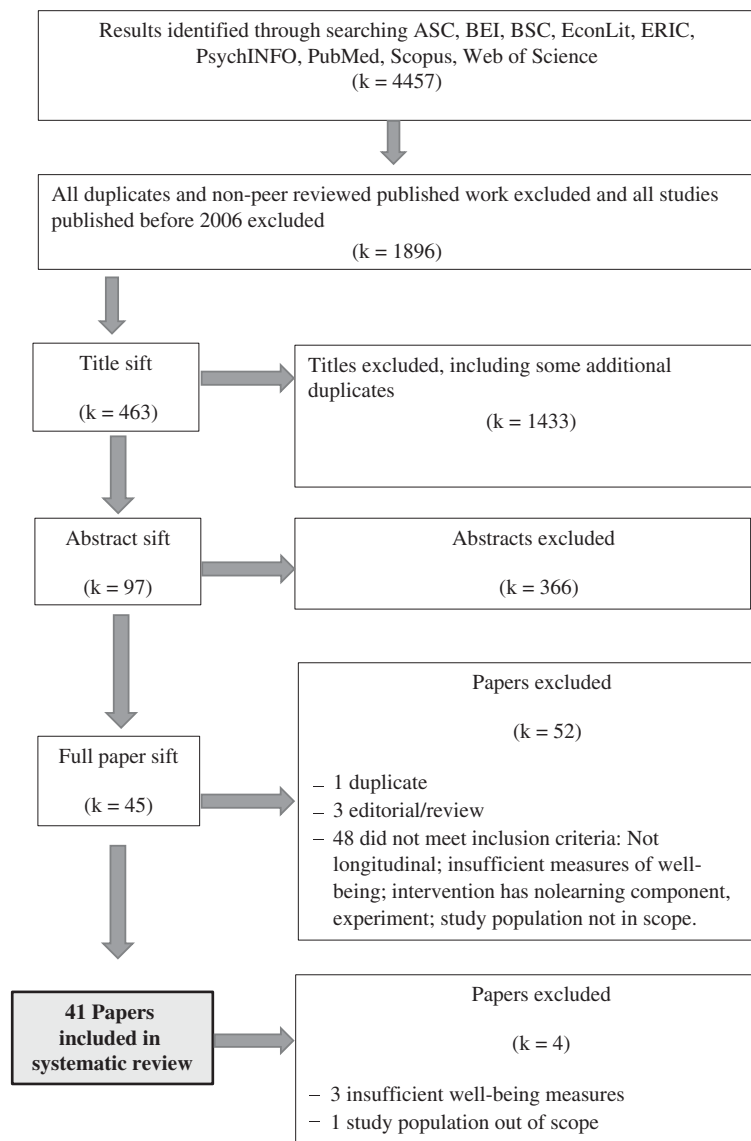 Results identified through searching ASC, BEI, BSC, EconLit, ERIC,
PsychINFO, PubMed, Scopus, Web of Science
(k = 4457)
All duplicates and non-peer reviewed published work excluded and all studies
published before 2006 excluded
(k = 1896)
Title sift
(k = 463)
Titles excluded, including some additional
duplicates
(k = 1433)
Abstract sift
(k = 97)
Abstracts excluded
(k = 366)
Full paper sift
(k = 45)
Papers excluded
(k = 52)
– 1 duplicate
– 3 editorial/review
– 48 did not meet inclusion criteria: Not
longitudinal; insufficient measures of well-
being; intervention has nolearning component,
experiment; study population not in scope.
41 Papers
included in
systematic review
Papers excluded
(k = 4)
– 3 insufficient well-being measures
– 1 study population out of scope